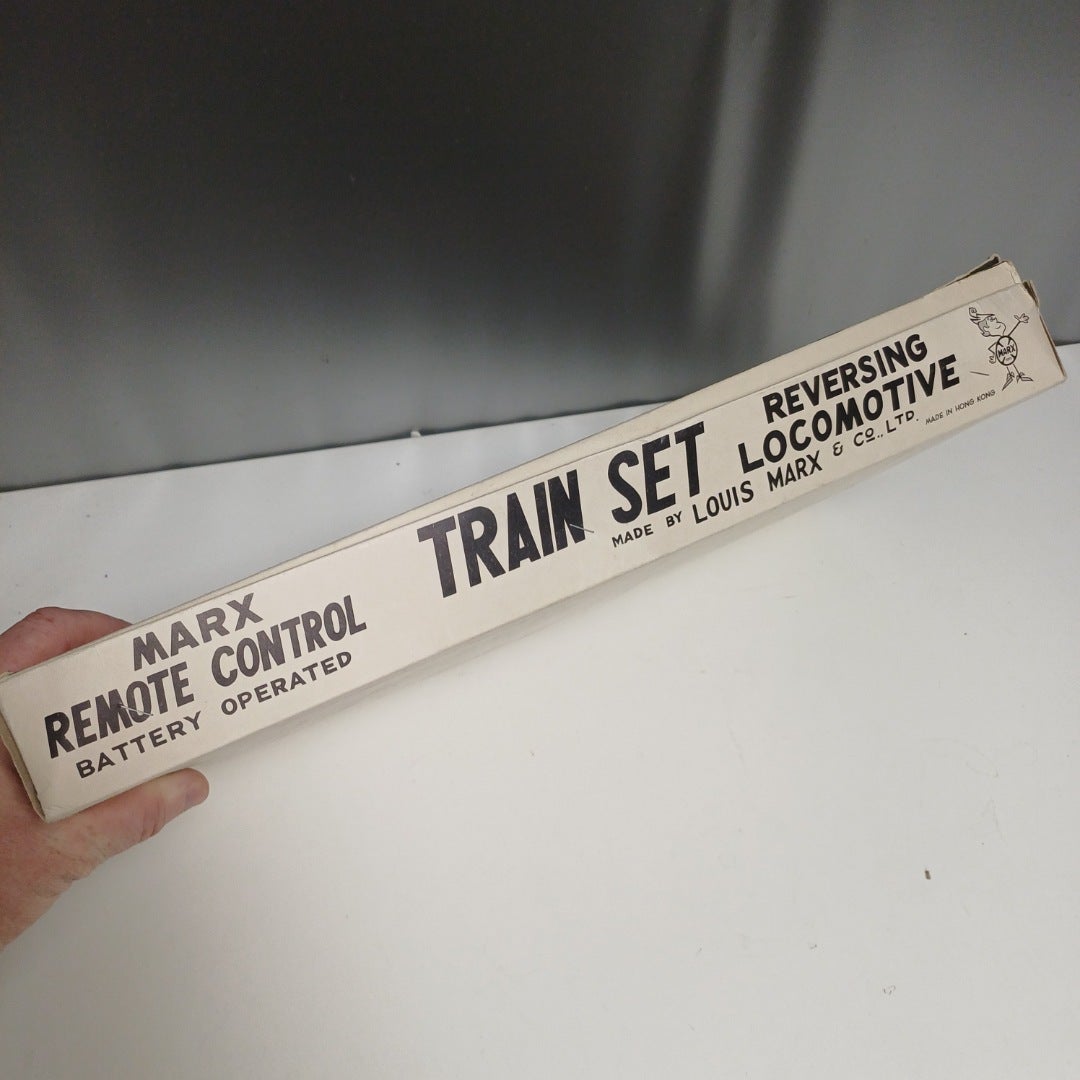 MARX
REMOTE CONTROL
BATTERY OPERATED
TRAIN SET
REVERSING
LOCOMOTIVE
MADE BY LOUIS MARX & CO., LTD.
MADE IN HONG KONG
MARX